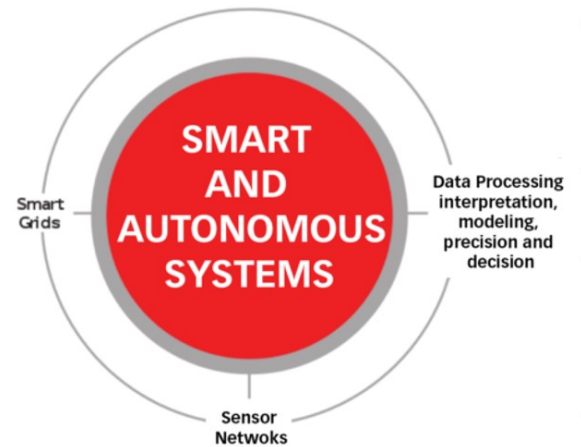 SMART
AND
AUTONOMOUS
SYSTEMS
Smart
Grids
Data Processing
interpretation,
modeling,
precision and
decision
Sensor
Netwoks